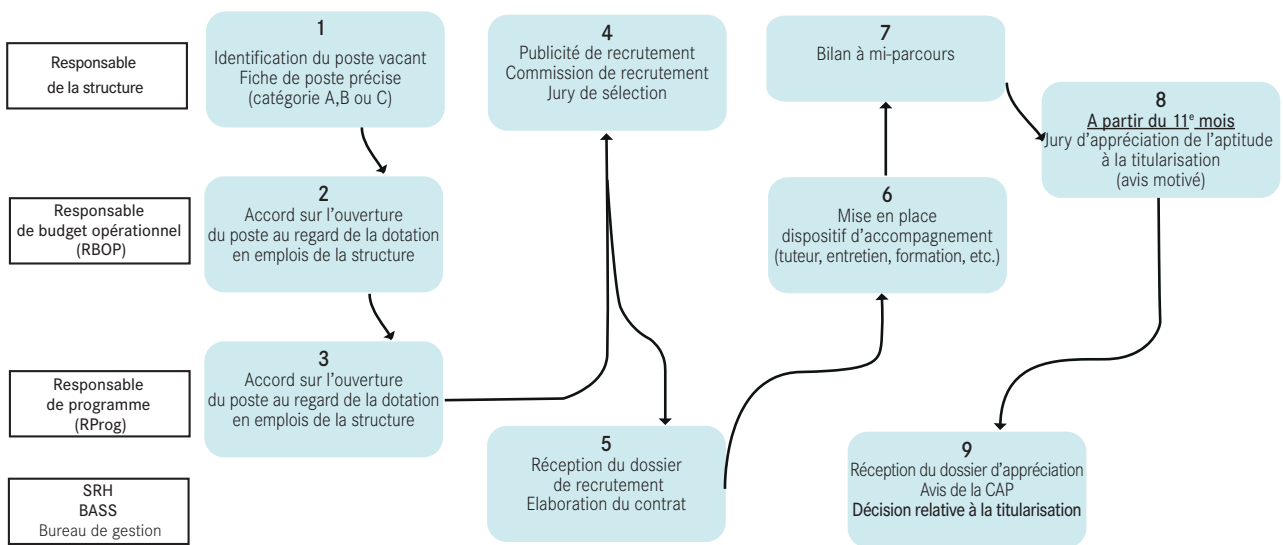 Responsable
de la structure
1
Identification du poste vacant
Fiche de poste précise
(catégorie A,B ou C)
4
Publicité de recrutement
Commission de recrutement
Jury de sélection
7
Bilan à mi-parcours
8
A partir du 11e mois
Jury d'appréciation de l'aptitude
à la titularisation
(avis motivé)
Responsable
de budget opérationnel
(RBOP)
2
Accord sur l'ouverture
du poste au regard de la dotation
en emplois de la structure
6
Mise en place
dispositif d'accompagnement
(tuteur, entretien, formation, etc.)
Responsable
de programme
(RProg)
3
Accord sur l'ouverture
du poste au regard de la dotation
en emplois de la structure
SRH
BASS
Bureau de gestion
5
Réception du dossier
de recrutement
Elaboration du contrat
9
Réception du dossier d'appréciation
Avis de la CAP
Décision relative à la titularisation